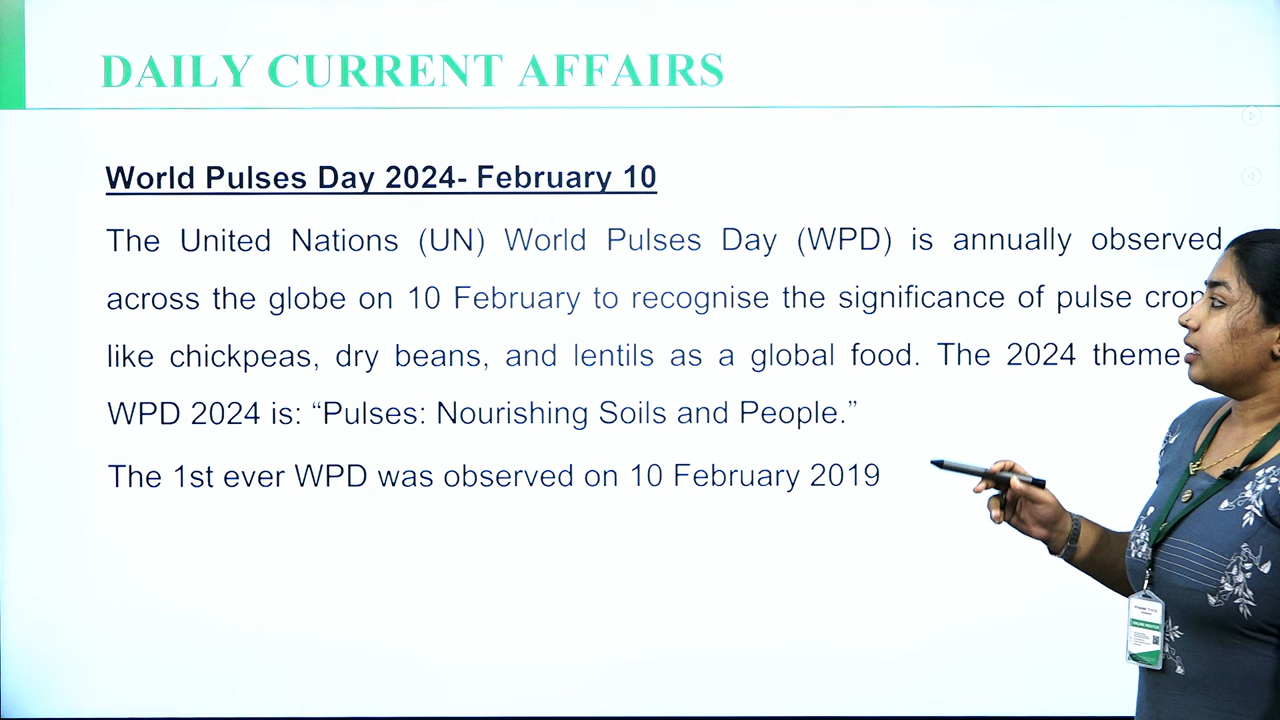 DAILY CURRENT AFFAIRS
World Pulses Day 2024- February 10
The United Nations (UN) World Pulses Day (WPD) is annually observed
across the globe on 10 February to recognise the significance of pulse
like chickpeas, dry beans, and lentils as a global food. The 2024 theme
WPD 2024 is: “Pulses: Nourishing Soils and People.”
The 1st ever WPD was observed on 10 February 2019
ONLINE MENTOR